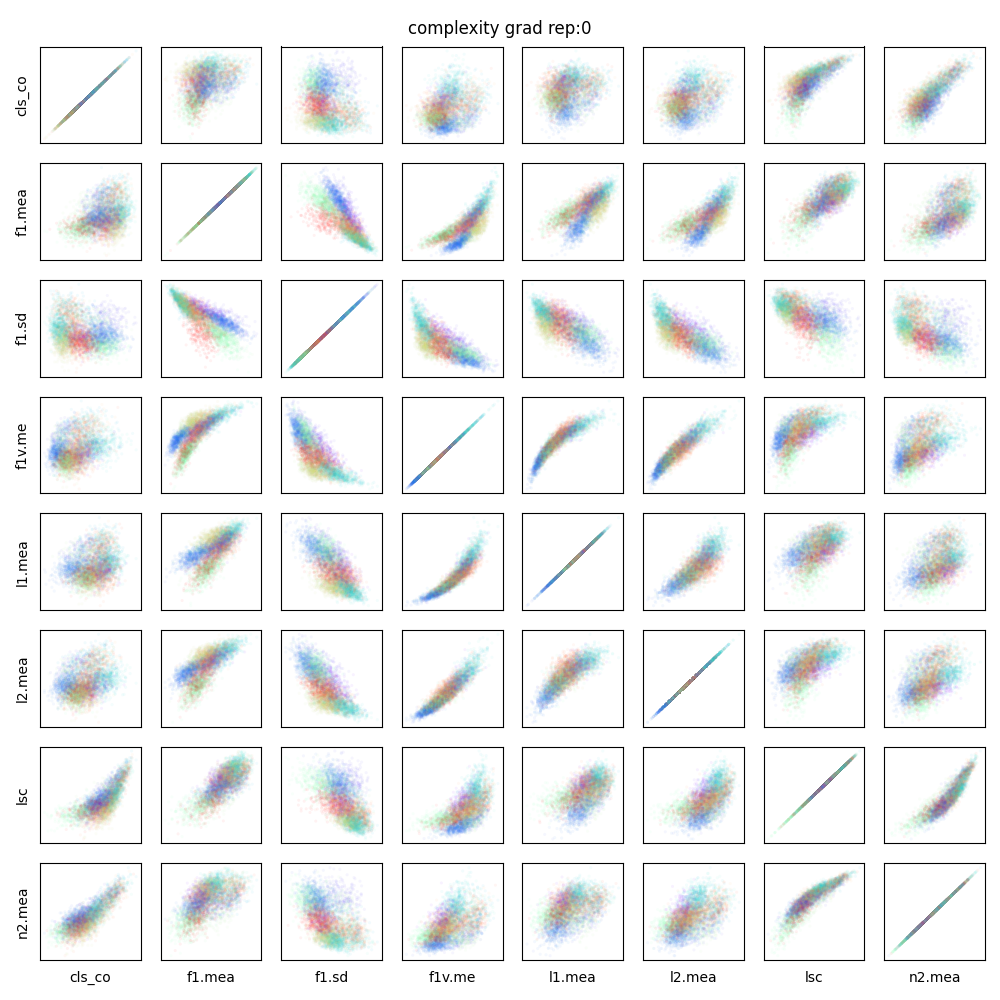 complexity grad rep:0
cls_co
f1.mea
f1.sd
f1v.me
l1.mea
l2.mea
lsc
n2.mea
cls_co f1.mea f1.sd f1v.me l1.mea l2.mea lsc n2.mea